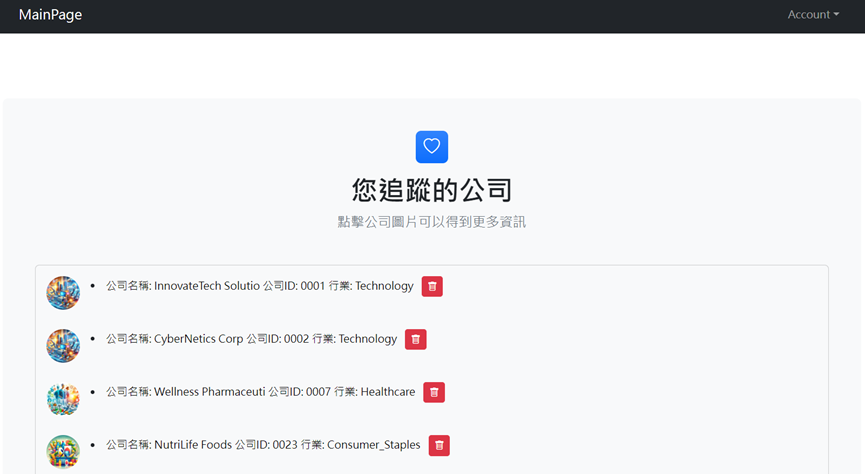 MainPage
Account
您追蹤的公司
點擊公司圖片可以得到更多資訊
公司名稱: InnovateTech Solutio 公司ID: 0001 行業: Technology
公司名稱: CyberNetics Corp 公司ID: 0002 行業: Technology
公司名稱: Wellness Pharmaceuti 公司ID: 0007 行業: Healthcare
公司名稱: NutriLife Foods 公司ID: 0023 行業: Consumer_Staples